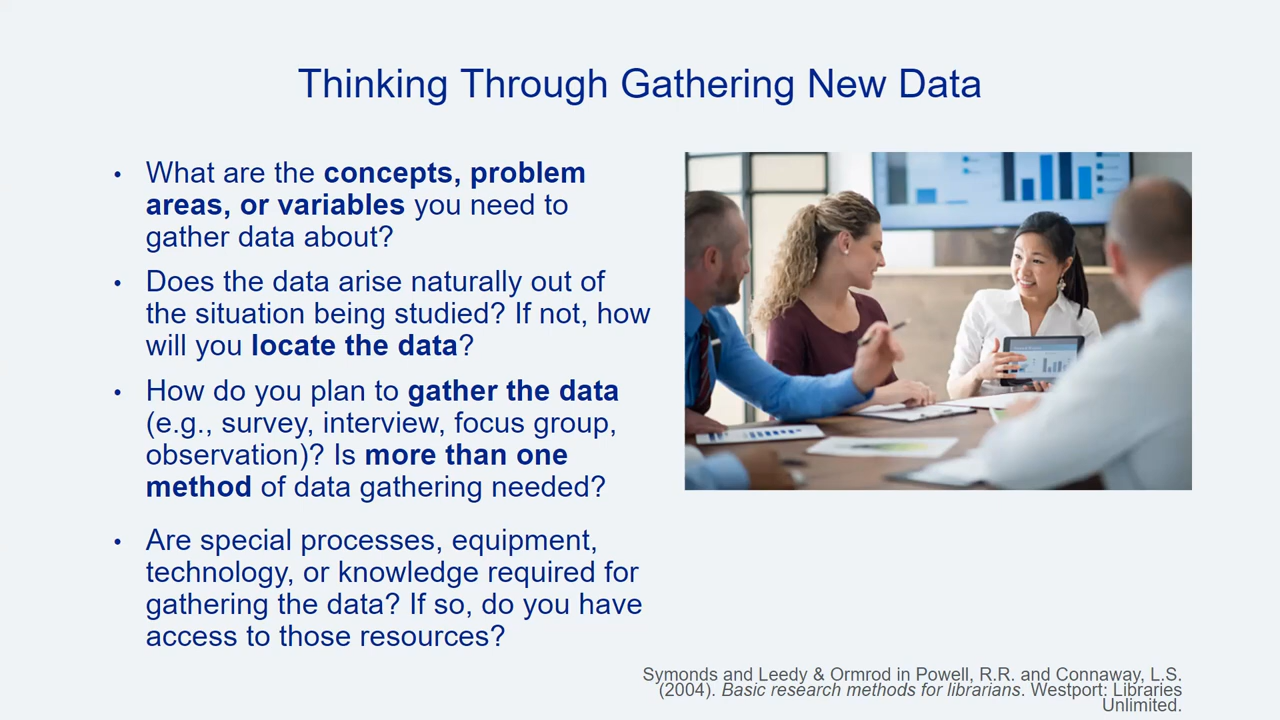 Thinking Through Gathering New Data
• What are the concepts, problem
areas, or variables you need to
gather data about?
• Does the data arise naturally out of
the situation being studied? If not, how
will you locate the data?
• How do you plan to gather the data
(e.g., survey, interview, focus group,
observation)? Is more than one
method of data gathering needed?
• Are special processes, equipment,
technology, or knowledge required for
gathering the data? If so, do you have
access to those resources?
Symonds and Leedy & Ormrod in Powell, R.R. and Connaway, L.S.
(2004). Basic research methods for librarians. Westport: Libraries
Unlimited.